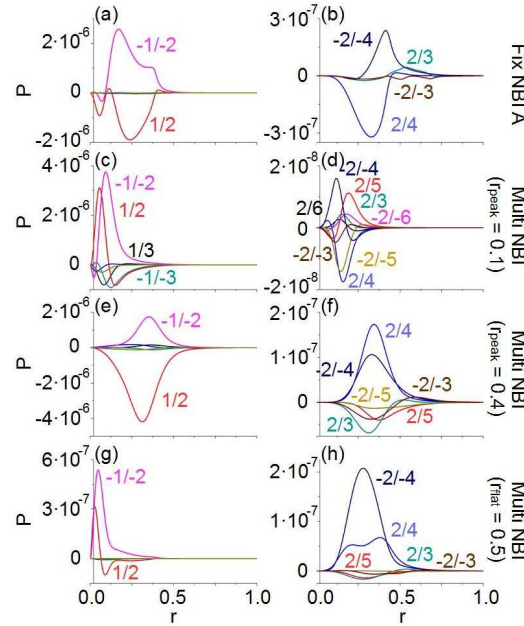 (a)
2·10⁻⁶
0
-2·10⁻⁶
P
-1/-2
1/2
(b)
3·10⁻⁷
0
-3·10⁻⁷
-2/-4
2/3
-2/-3
2/4
Fix NBI A
(c)
4·10⁻⁶
0
P
-1/-2
1/2
1/3
-1/-3
(d)
2·10⁻⁸
0
-2·10⁻⁸
-2/-4
2/5
2/3
2/6
-2/-6
-2/-3
-2/-5
2/4
Multi NBI
(rpeak = 0.1)
(e)
2·10⁻⁶
0
-2·10⁻⁶
-4·10⁻⁶
P
-1/-2
1/2
(f)
2·10⁻⁷
1·10⁻⁷
0
2/4
-2/-4
-2/-3
-2/-5
2/3
2/5
Multi NBI
(rpeak = 0.4)
(g)
6·10⁻⁷
3·10⁻⁷
0
P
-1/-2
1/2
0.0 0.5 1.0
r
(h)
2·10⁻⁷
1·10⁻⁷
0
-2/-4
2/4
2/5
2/3
-2/-3
0.0 0.5 1.0
r
Multi NBI
(rflat = 0.5)